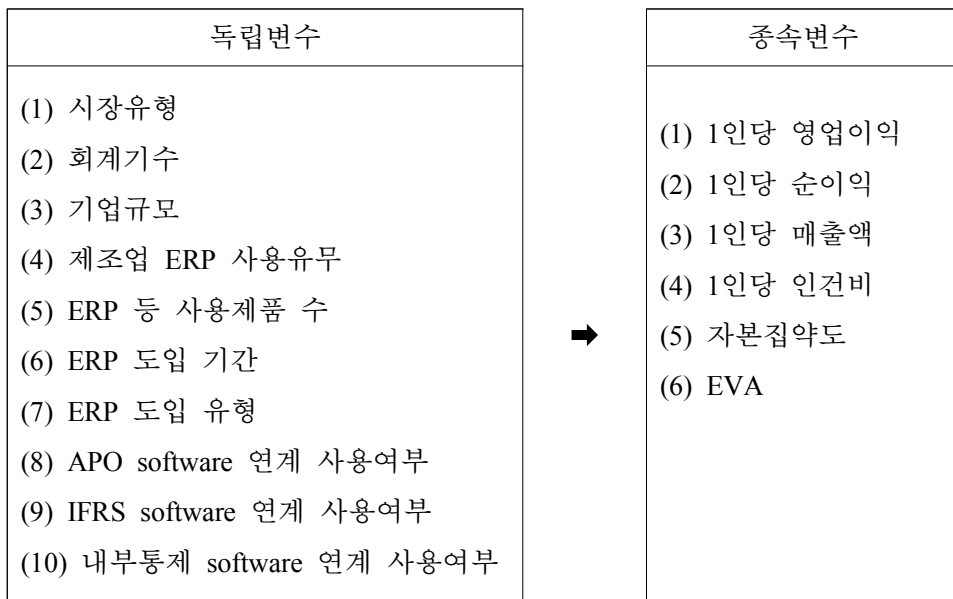 독립변수
(1) 시장유형
(2) 회계기수
(3) 기업규모
(4) 제조업 ERP 사용유무
(5) ERP 등 사용제품 수
(6) ERP 도입 기간
(7) ERP 도입 유형
(8) APO software 연계 사용여부
(9) IFRS software 연계 사용여부
(10) 내부통제 software 연계 사용여부
➡
종속변수
(1) 1인당 영업이익
(2) 1인당 순이익
(3) 1인당 매출액
(4) 1인당 인건비
(5) 자본집약도
(6) EVA